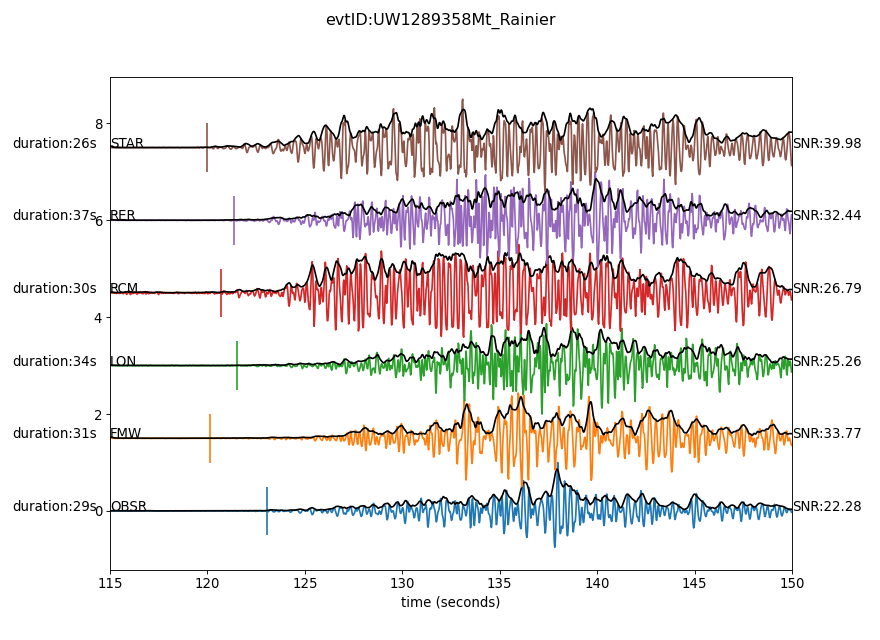 evtID:UW1289358Mt_Rainier
8
duration:26s STAR SNR:39.98
duration:37s RER SNR:32.44
6
duration:30s RCM SNR:26.79
4
duration:34s LON SNR:25.26
2
duration:31s FMW SNR:33.77
duration:29s OBSR SNR:22.28
0
115 120 125 130 135 140 145 150
time (seconds)